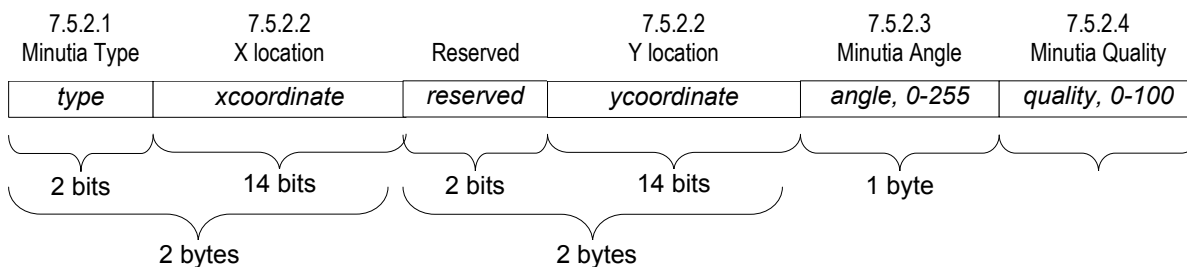 7.5.2.1 7.5.2.2 7.5.2.2 7.5.2.3 7.5.2.4
Minutia Type X location Reserved Y location Minutia Angle Minutia Quality
type xcoordinate reserved ycoordinate angle, 0-255 quality, 0-100
2 bits 14 bits 2 bits 14 bits 1 byte
2 bytes 2 bytes